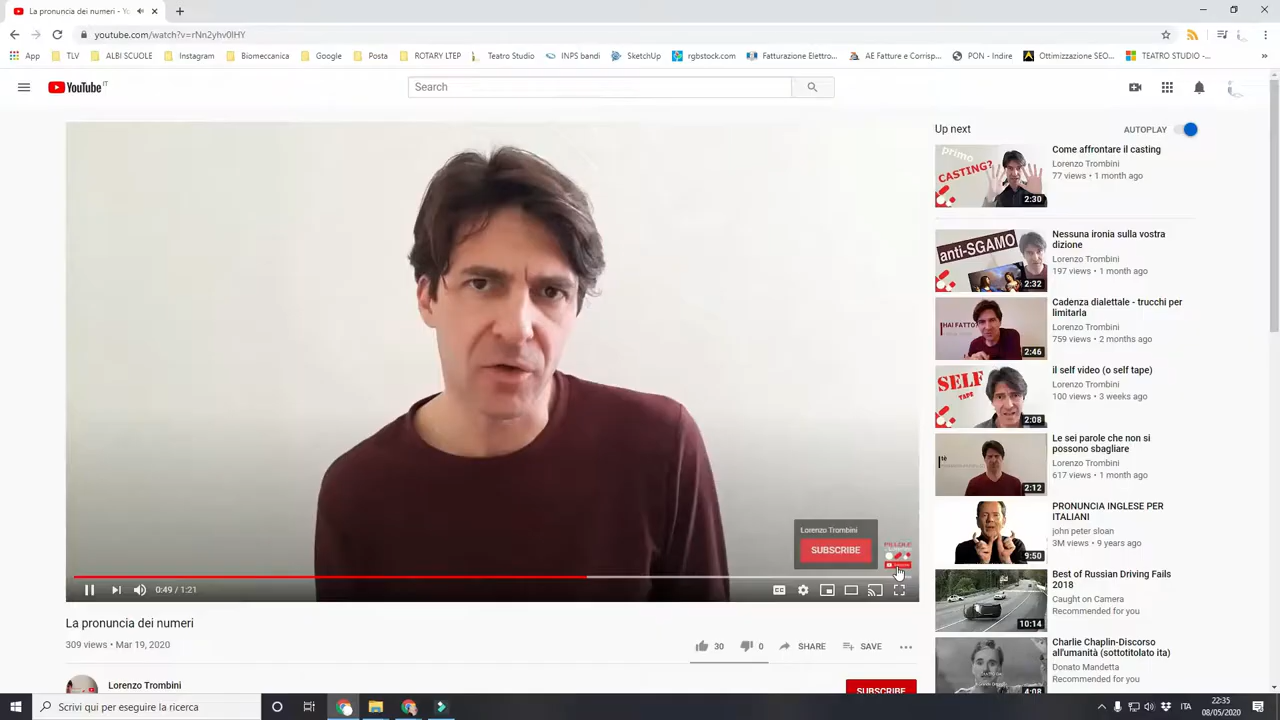 La pronuncia dei numeri - Yo
youtube.com/watch?v=rNn2yhv0IHY
App TLV ALBI SCUOLE Instagram Biomeccanica Google Posta ROTARY LTEP Teatro Studio INPS bandi SketchUp rgbstock.com Fatturazione Elettro... AE Fatture e Corrisp... PON - Indire Ottimizzazione SEO... TEATRO STUDIO -... »
YouTube IT
Search
Up next AUTOPLAY
primo
CASTING?
2:30
Come affrontare il casting
Lorenzo Trombini
77 views • 1 month ago
anti-SGAMO
2:32
Nessuna ironia sulla vostra
dizione
Lorenzo Trombini
197 views • 1 month ago
HAI FATTO?
2:46
Cadenza dialettale - trucchi per
limitarla
Lorenzo Trombini
759 views • 2 months ago
SELF
TAPE
2:08
il self video (o self tape)
Lorenzo Trombini
100 views • 3 weeks ago
2:12
Le sei parole che non si
possono sbagliare
Lorenzo Trombini
617 views • 1 month ago
9:50
PRONUNCIA INGLESE PER
ITALIANI
john peter sloan
3M views • 9 years ago
10:14
Best of Russian Driving Fails
2018
Caught on Camera
Recommended for you
4:08
Charlie Chaplin-Discorso
all'umanità (sottotitolato ita)
Donato Mandetta
Recommended for you
Lorenzo Trombini
SUBSCRIBE
PILLOLE
0:49 / 1:21
La pronuncia dei numeri
309 views • Mar 19, 2020
30 0 SHARE SAVE
Lorenzo Trombini
SUBSCRIBE
Scrivi qui per eseguire la ricerca
ITA
22:35
08/05/2020